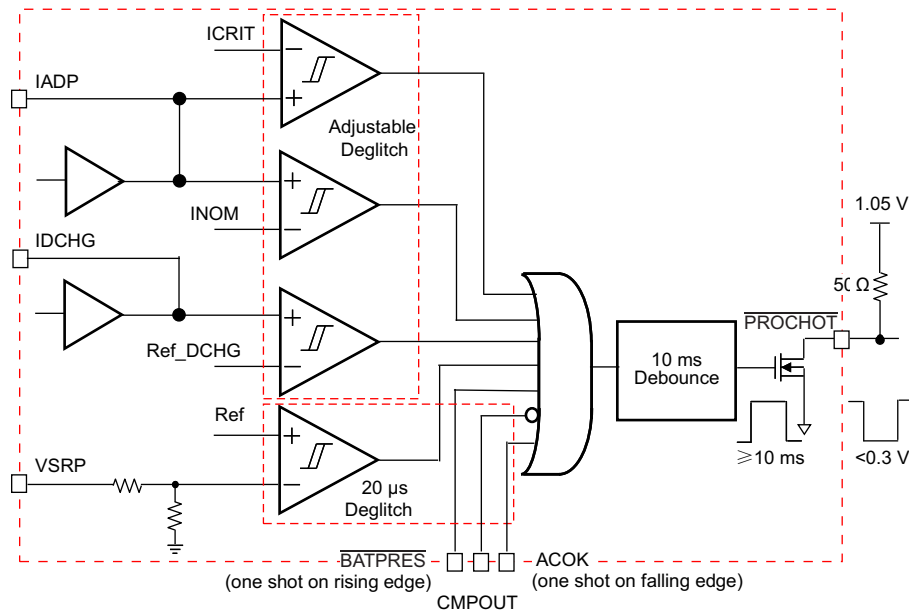 ICRIT
IADP
Adjustable
Deglitch
INOM
IDCHG
Ref_DCHG
Ref
VSRP
20 µs
Deglitch
1.05 V
50 Ω
PROCHOT
10 ms
Debounce
≥10 ms
<0.3 V
BATPRES
(one shot on rising edge)
CMPOUT
ACOK
(one shot on falling edge)